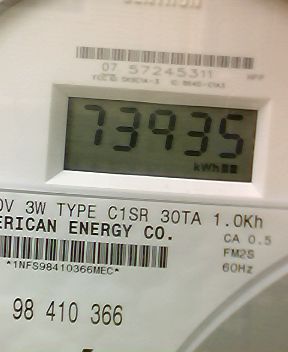 07 57245311
73935
kWh
0V 3W TYPE C1SR 30TA 1.0Kh
ERICAN ENERGY CO.
CA 0.5
FM2S
60Hz
*1NFS98410366MEC*
98 410 366